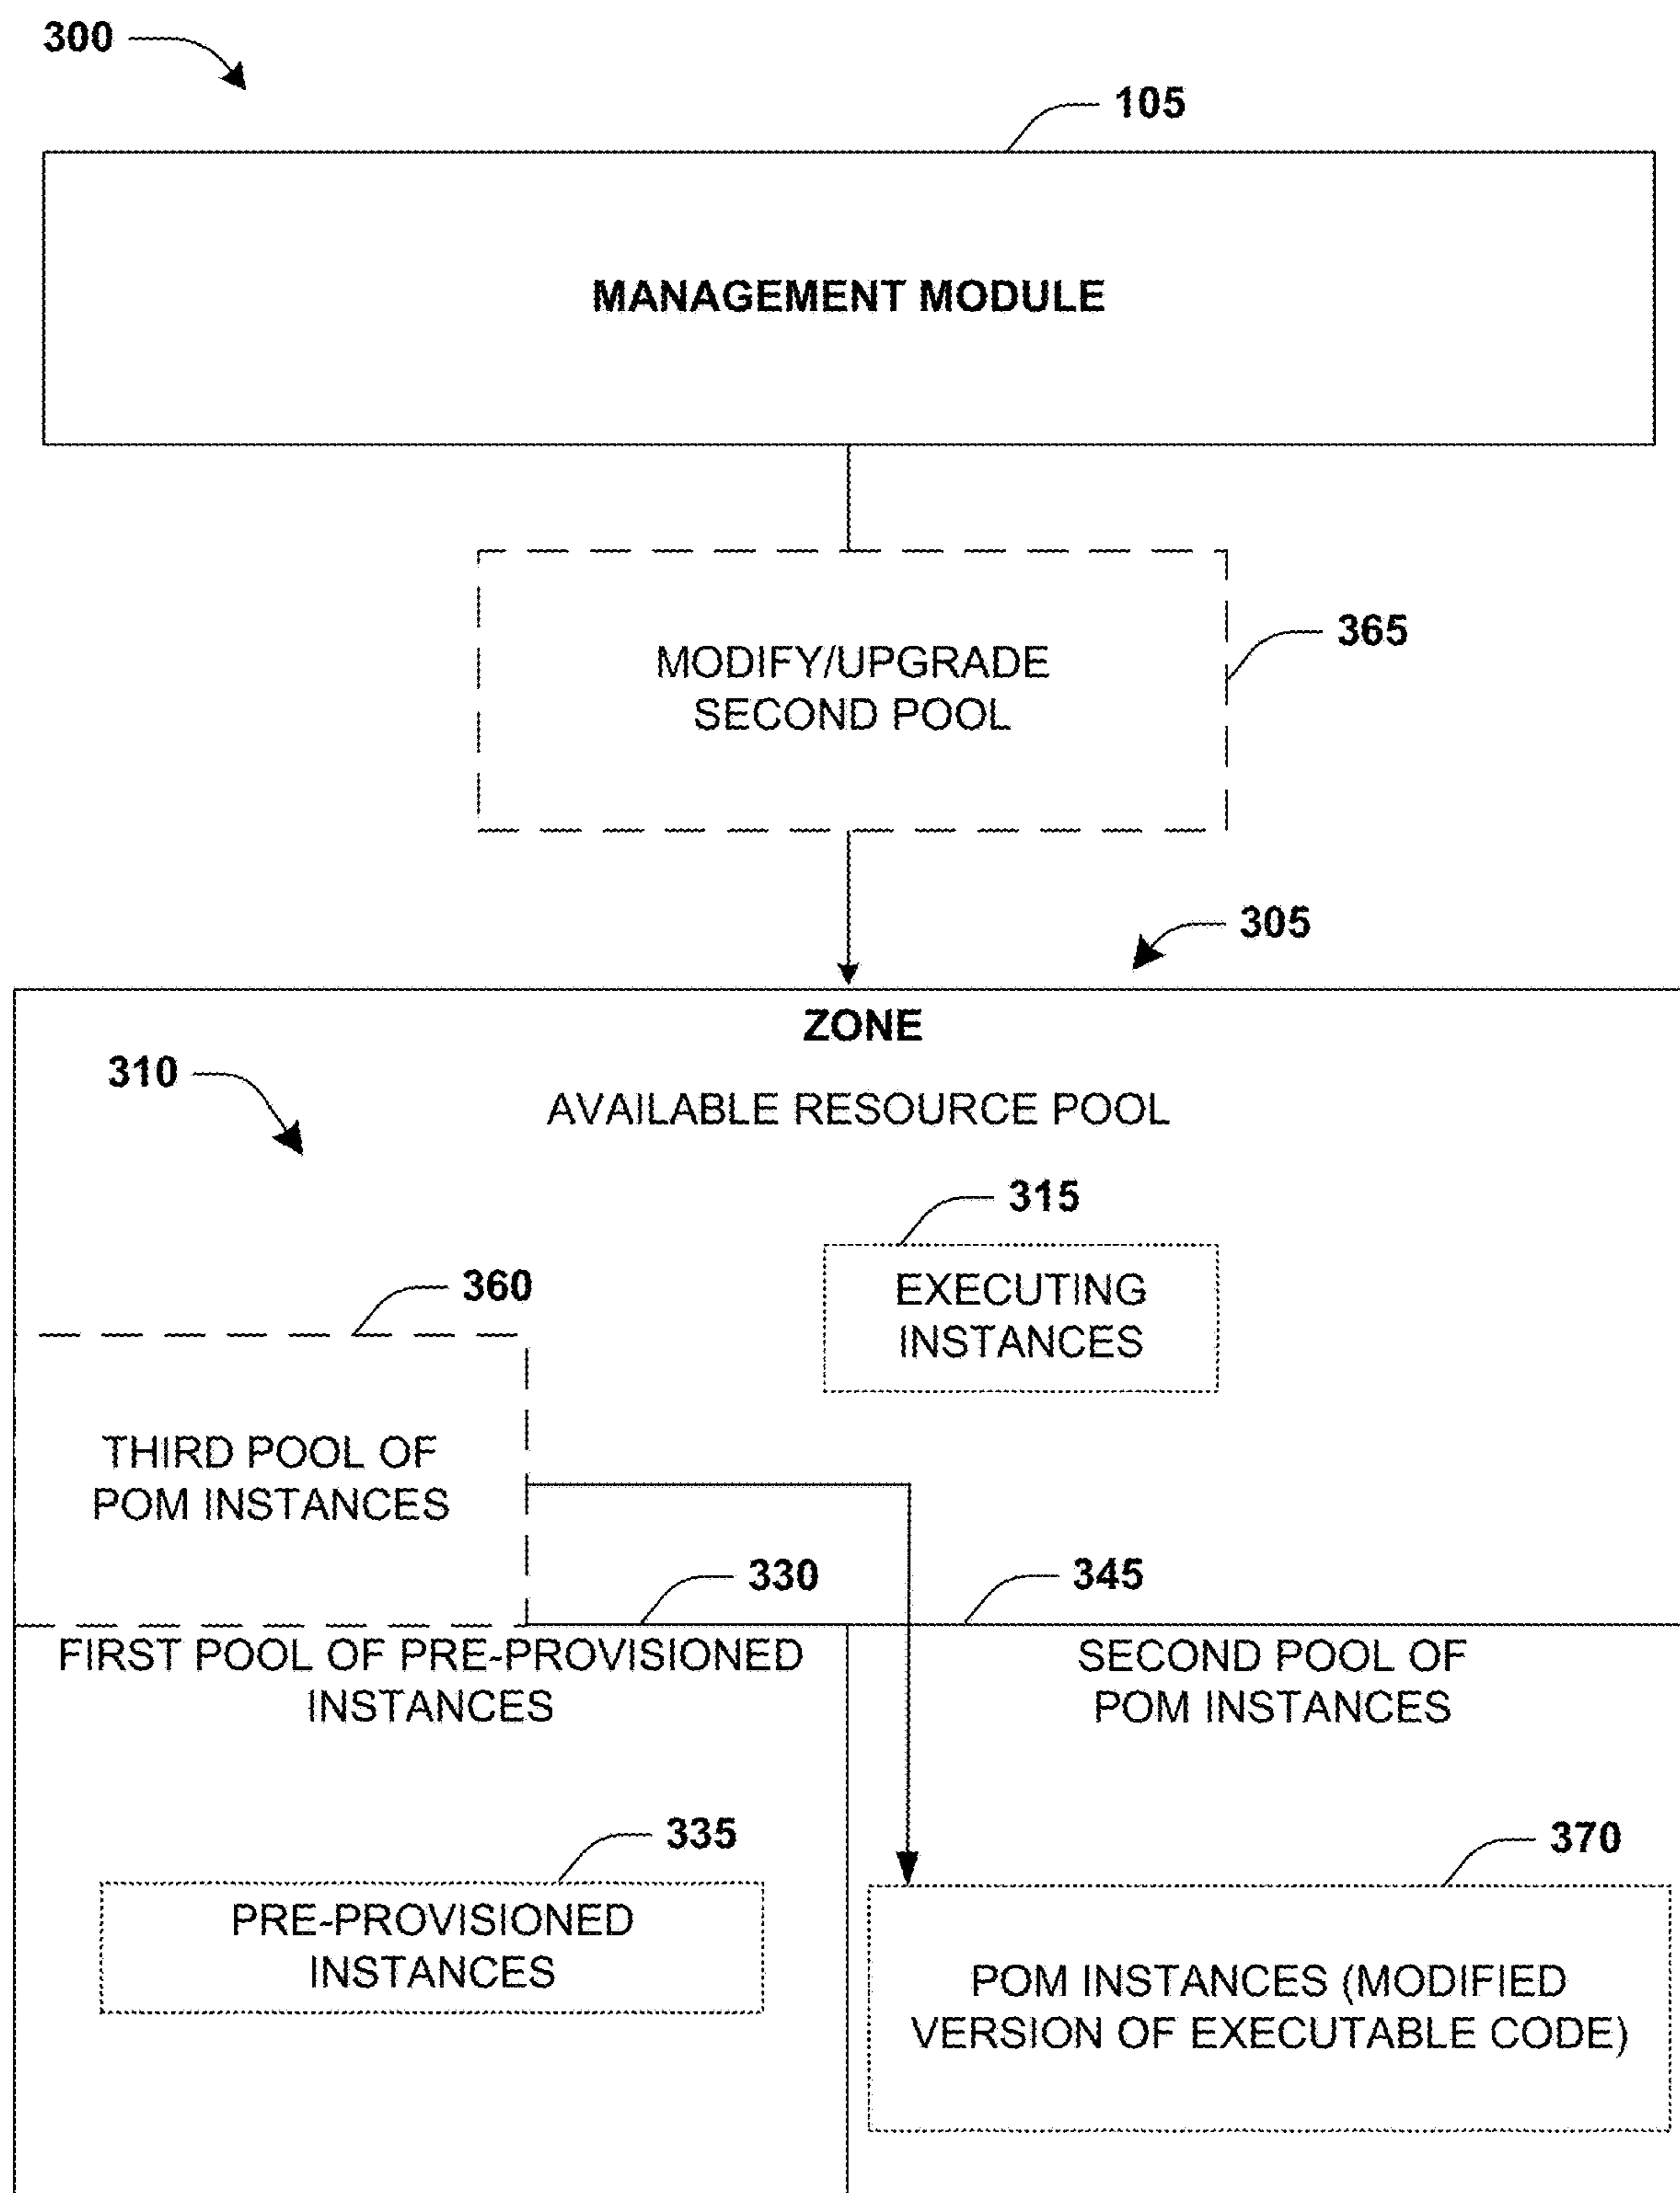 300
105
MANAGEMENT MODULE
MODIFY/UPGRADE
SECOND POOL
365
305
ZONE
310
AVAILABLE RESOURCE POOL
315
EXECUTING
INSTANCES
360
THIRD POOL OF
POM INSTANCES
330
345
FIRST POOL OF PRE-PROVISIONED
INSTANCES
SECOND POOL OF
POM INSTANCES
335
PRE-PROVISIONED
INSTANCES
370
POM INSTANCES (MODIFIED
VERSION OF EXECUTABLE CODE)